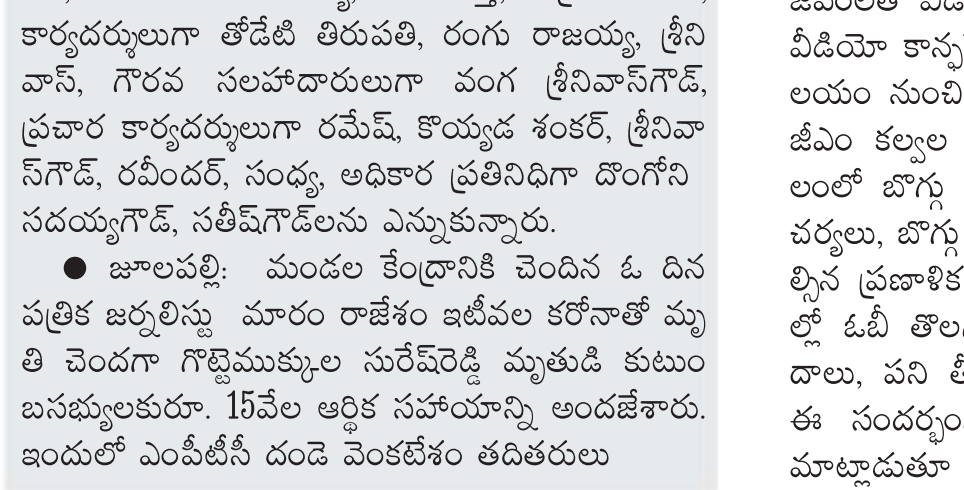 కార్యదర్శులుగా తోడేటి తిరుపతి, రంగు రాజయ్య, శ్రీని
వాస్, గౌరవ సలహాదారులుగా వంగ శ్రీనివాస్‌గౌడ్,
ప్రచార కార్యదర్శులుగా రమేష్, కొయ్యడ శంకర్, శ్రీనివా
స్‌గౌడ్, రవీందర్, సంధ్య, అధికార ప్రతినిధిగా దొంగోని
సదయ్యగౌడ్, సతీష్‌గౌడ్‌లను ఎన్నుకున్నారు.
● జూలపల్లి: మండల కేంద్రానికి చెందిన ఓ దిన
పత్రిక జర్నలిస్టు మారం రాజేశం ఇటీవల కరోనాతో మృ
తి చెందగా గొట్టెముక్కుల సురేష్‌రెడ్డి మృతుడి కుటుం
బసభ్యులకురూ. 15వేల ఆర్థిక సహాయాన్ని అందజేశారు.
ఇందులో ఎంపీటీసీ దండె వెంకటేశం తదితరులు
వీడియో కాన్ఫ
లయం నుంచి
జీఎం కల్వల
లంలో బొగ్గు
చర్యలు, బొగ్గు
ల్సిన ప్రణాళిక
ల్లో ఓబీ తొల
దాలు, పని తీ
ఈ సందర్భం
మాట్లాడుతూ